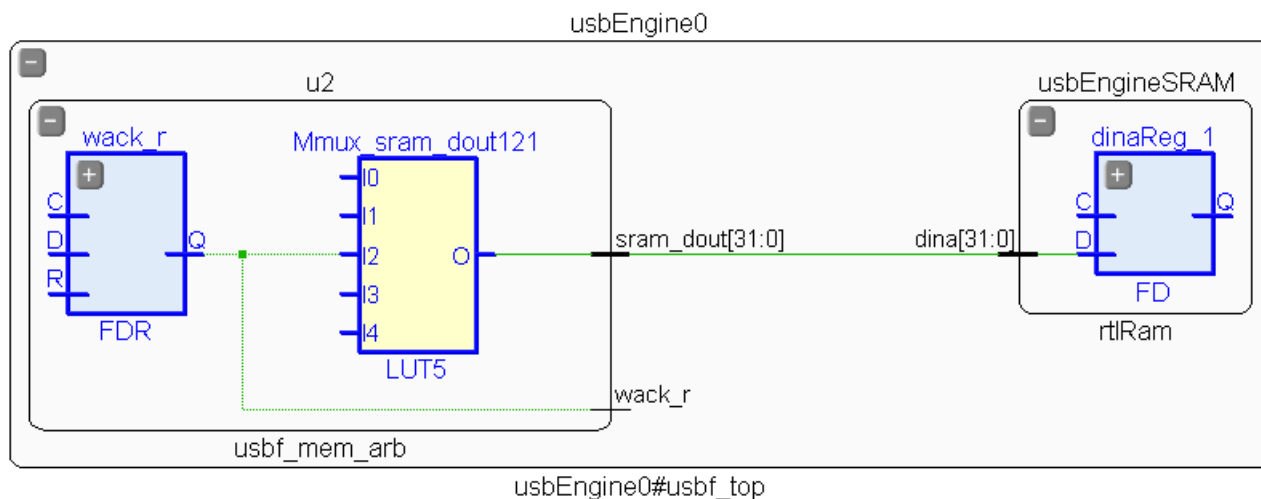 usbEngine0
u2
usbEngineSRAM
wack_r
Mmux_sram_dout121
dinaReg_1
I0
C
I1
C
Q
D
Q
I2
O
sram_dout[31:0]
dina[31:0]
D
R
I3
I4
FDR
LUT5
FD
rtlRam
wack_r
usbf_mem_arb
usbEngine0#usbf_top